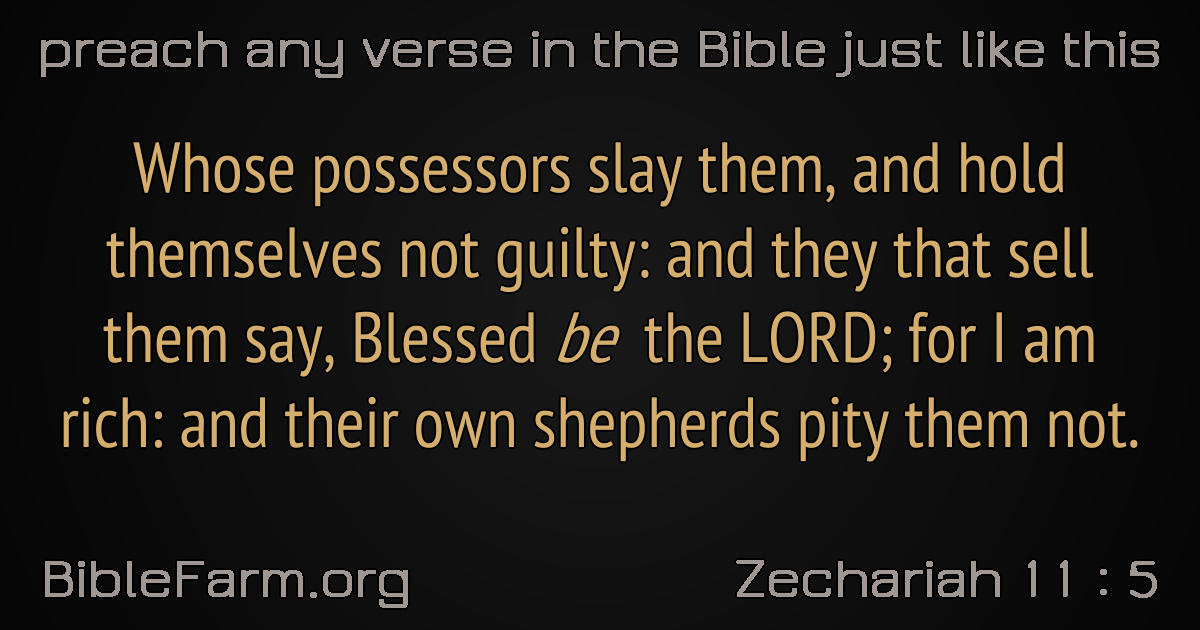 preach any verse in the Bible just like this
Whose possessors slay them, and hold
themselves not guilty: and they that sell
them say, Blessed be the LORD; for I am
rich: and their own shepherds pity them not.
BibleFarm.org
Zechariah 11 : 5